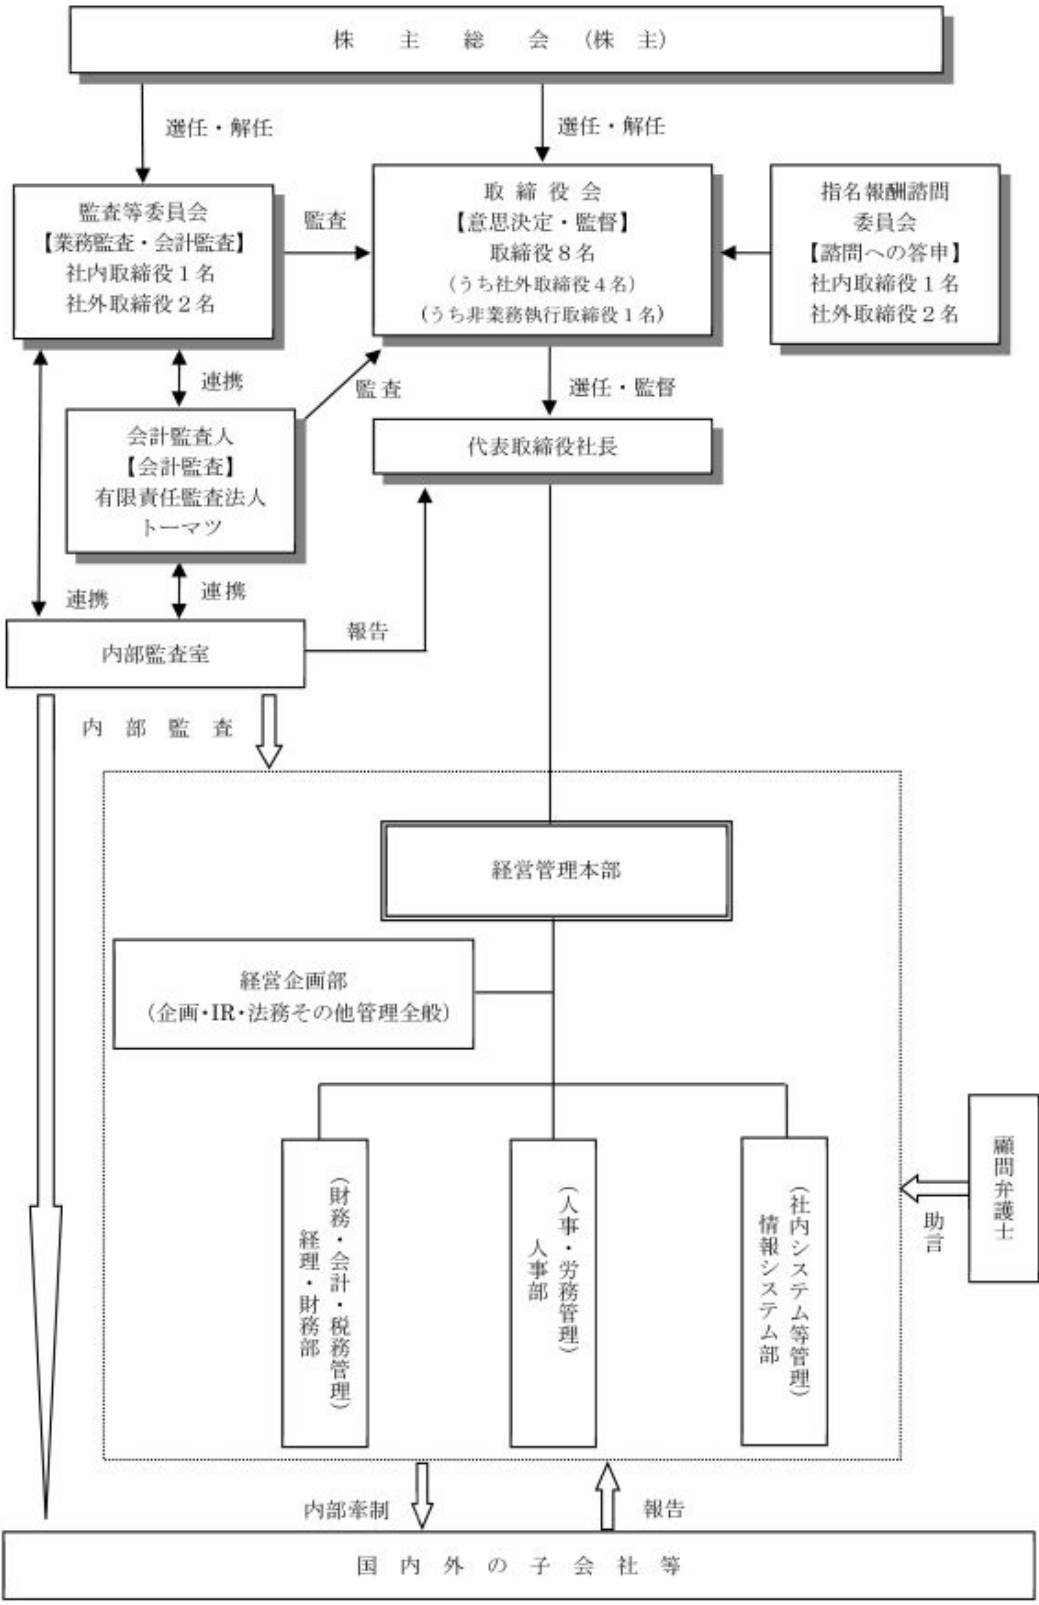 株主総会（株主）
選任・解任
選任・解任
監査等委員会
【業務監査・会計監査】
社内取締役１名
社外取締役２名
監査
取締役会
【意思決定・監督】
取締役８名
（うち社外取締役４名）
（うち非業務執行取締役１名）
指名報酬諮問
委員会
【諮問への答申】
社内取締役１名
社外取締役２名
連携
監査
選任・監督
会計監査人
【会計監査】
有限責任監査法人
トーマツ
代表取締役社長
連携
連携
報告
内部監査室
内部監査
経営管理本部
経営企画部
（企画・IR・法務その他管理全般）
経理・財務部
（財務・会計・税務管理）
人事部
（人事・労務管理）
情報システム部
（社内システム等管理）
顧問弁護士
助言
内部牽制
報告
国内外の子会社等